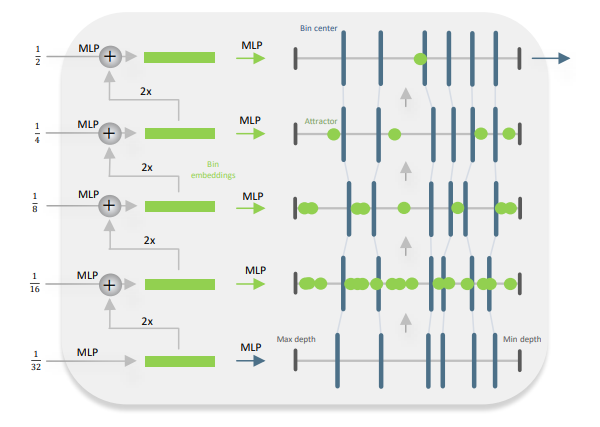 Bin center
1/2
MLP
MLP
2x
Attractor
1/4
MLP
MLP
2x
Bin
embeddings
1/8
MLP
MLP
2x
1/16
MLP
MLP
2x
Max depth
Min depth
1/32
MLP
MLP